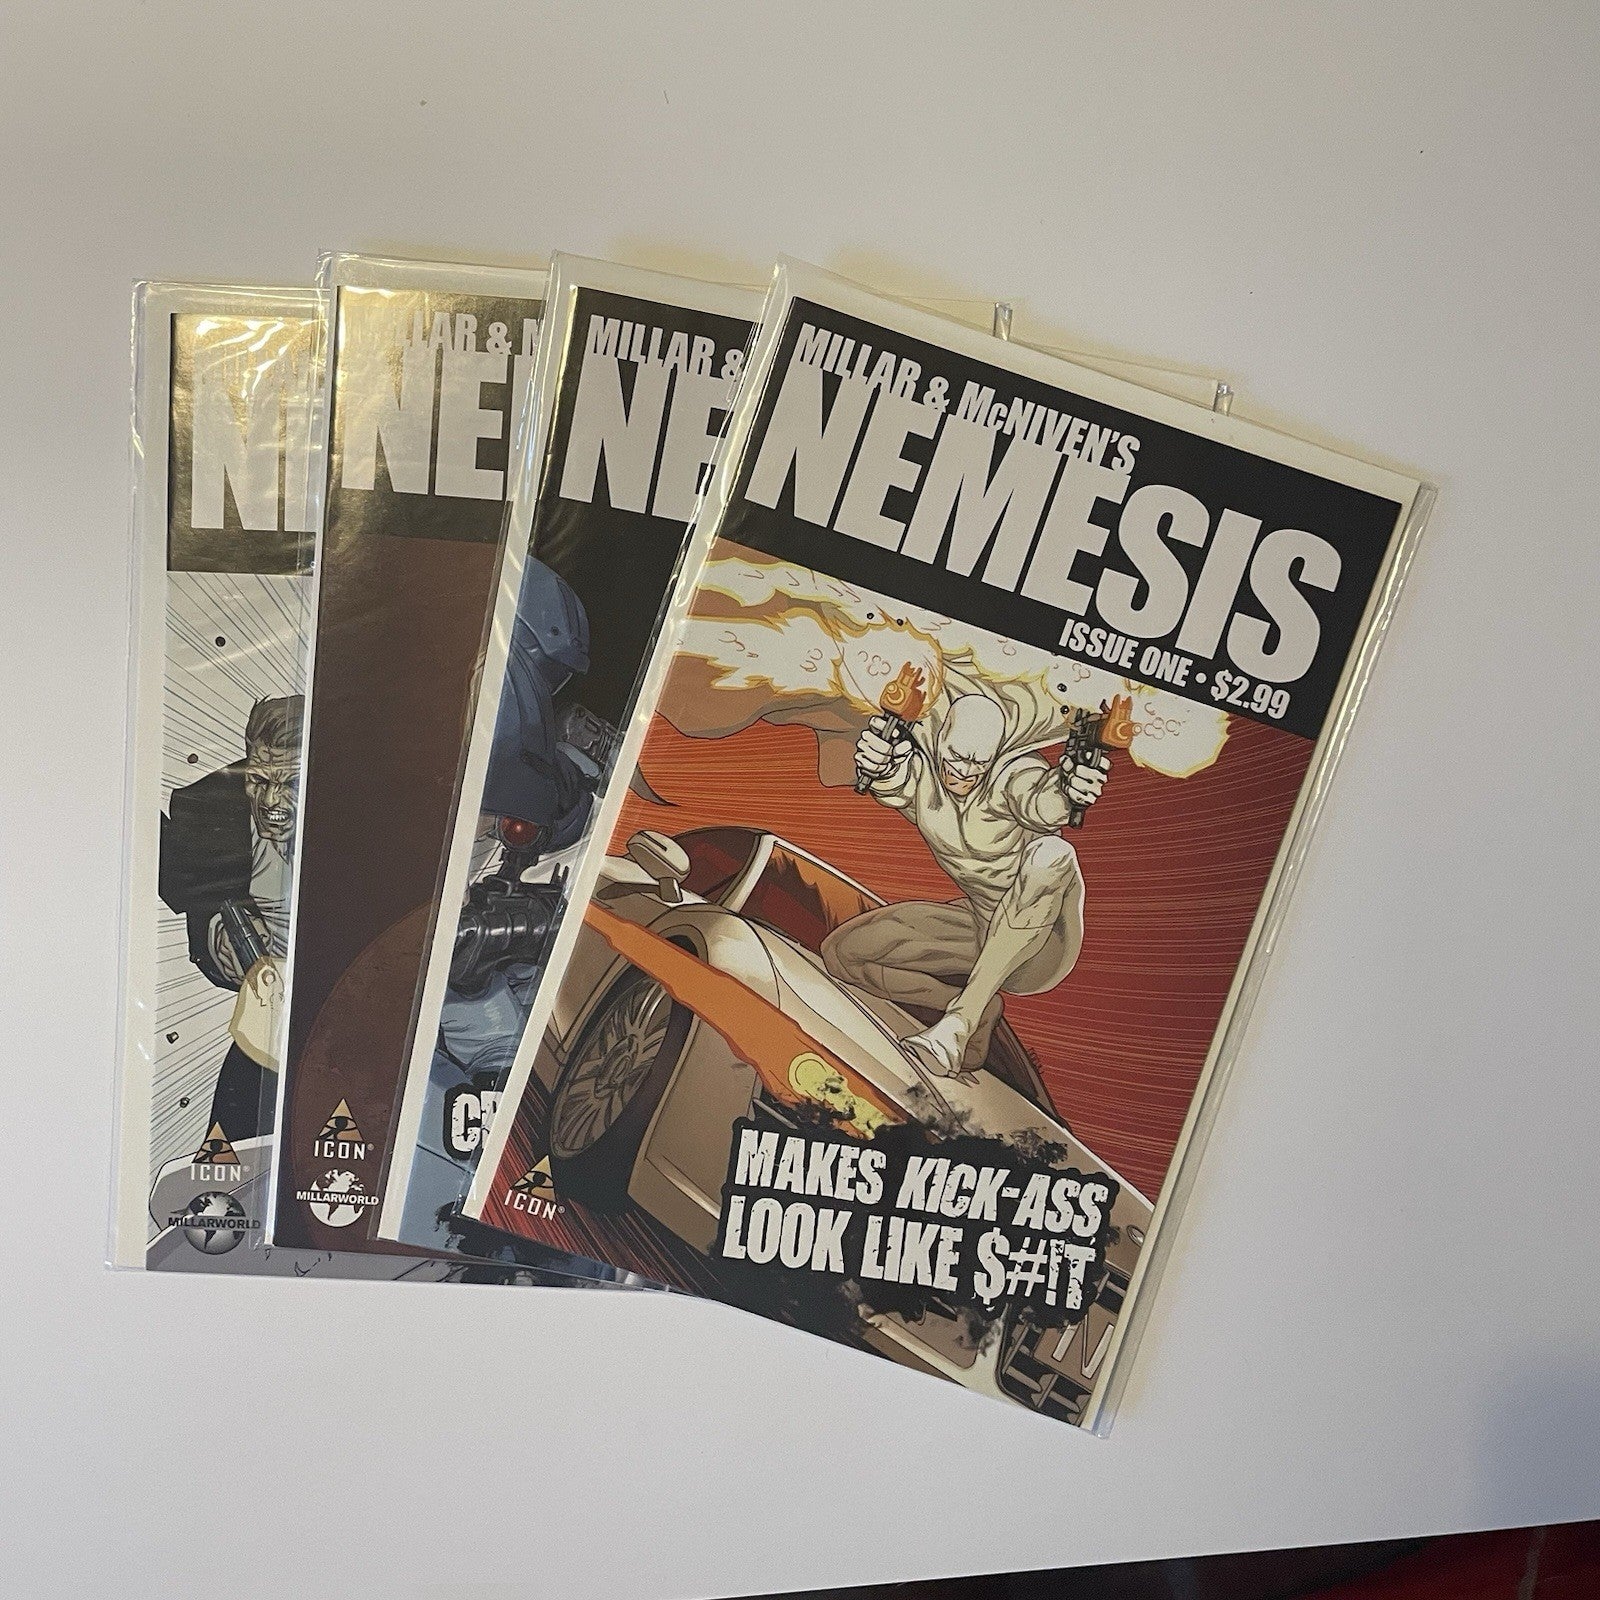 MILLAR & McNIVEN'S
NEMESIS
ISSUE ONE • $2.99
MAKES KICK-ASS
LOOK LIKE $#!T
ICON®
MILLAR &
NE
ICON®
MILLARWORLD
NE
ICON®
MILLARWORLD